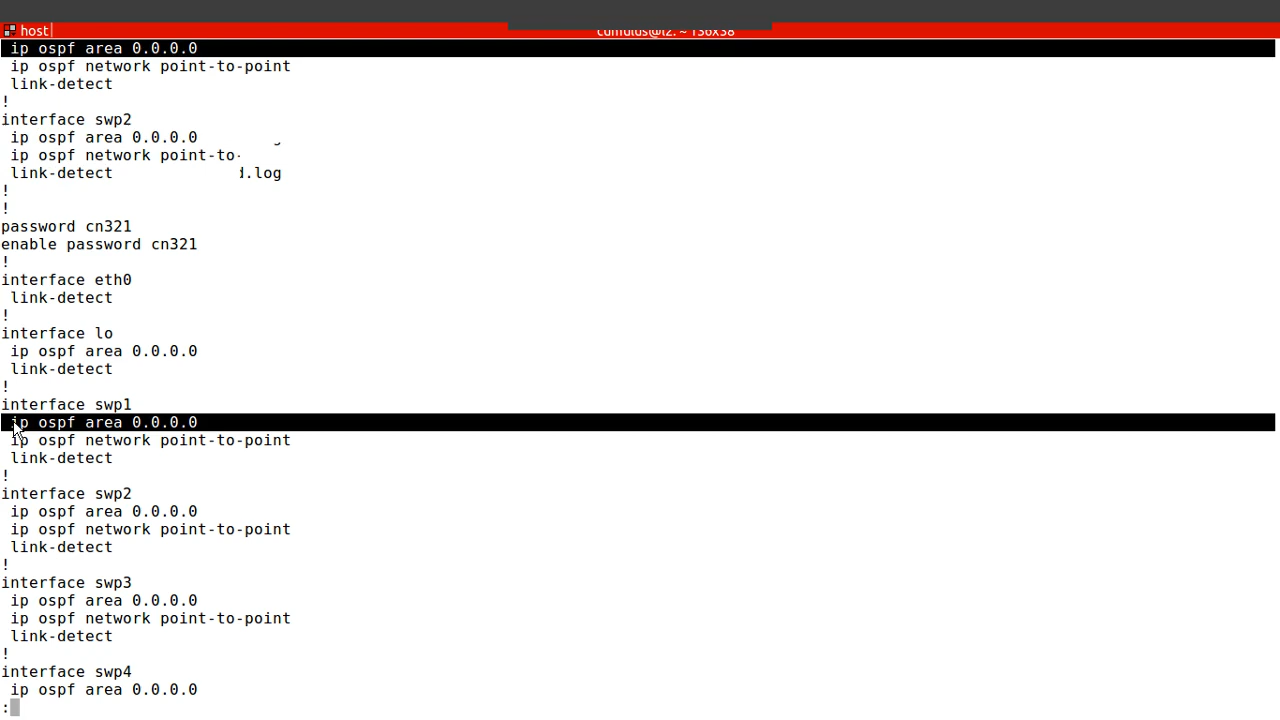 host
cumulus@l2: ~ 136x38
ip ospf area 0.0.0.0
ip ospf network point-to-point
link-detect
!
interface swp2
ip ospf area 0.0.0.0
ip ospf network point-to-
link-detect .log
!
!
password cn321
enable password cn321
!
interface eth0
link-detect
!
interface lo
ip ospf area 0.0.0.0
link-detect
!
interface swp1
ip ospf area 0.0.0.0
ip ospf network point-to-point
link-detect
!
interface swp2
ip ospf area 0.0.0.0
ip ospf network point-to-point
link-detect
!
interface swp3
ip ospf area 0.0.0.0
ip ospf network point-to-point
link-detect
!
interface swp4
ip ospf area 0.0.0.0
: